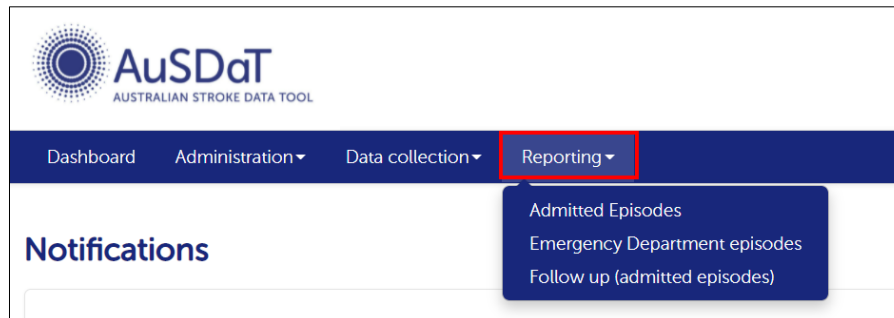 AuSDaT
AUSTRALIAN STROKE DATA TOOL
Dashboard Administration Data collection Reporting
Admitted Episodes
Emergency Department episodes
Follow up (admitted episodes)
Notifications